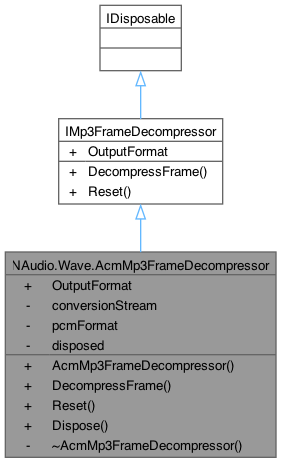 IDisposable
IMp3FrameDecompressor
+ OutputFormat
+ DecompressFrame()
+ Reset()
NAudio.Wave.AcmMp3FrameDecompressor
+ OutputFormat
- conversionStream
- pcmFormat
- disposed
+ AcmMp3FrameDecompressor()
+ DecompressFrame()
+ Reset()
+ Dispose()
- ~AcmMp3FrameDecompressor()